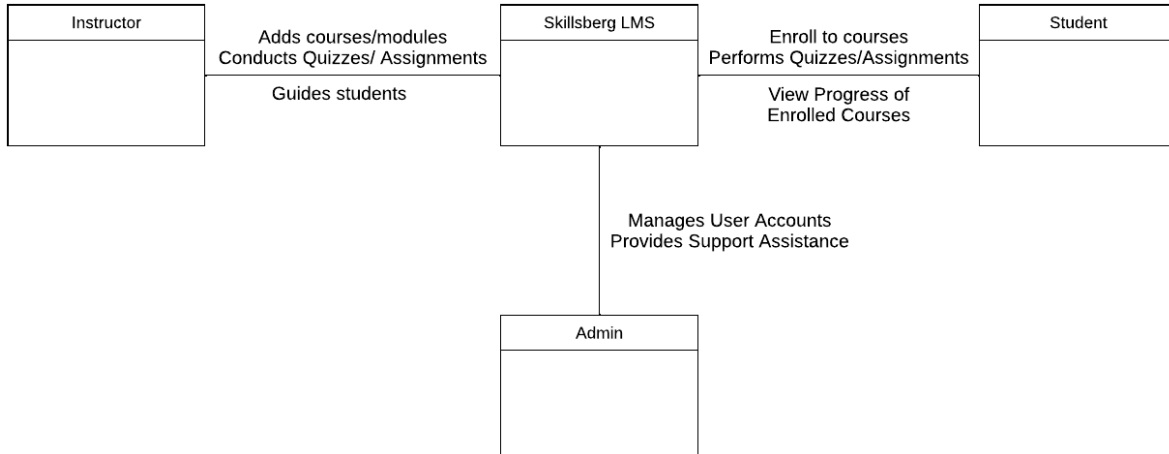 Instructor
Skillsberg LMS
Student
Adds courses/modules
Conducts Quizzes/ Assignments
Guides students
Enroll to courses
Performs Quizzes/Assignments
View Progress of
Enrolled Courses
Manages User Accounts
Provides Support Assistance
Admin